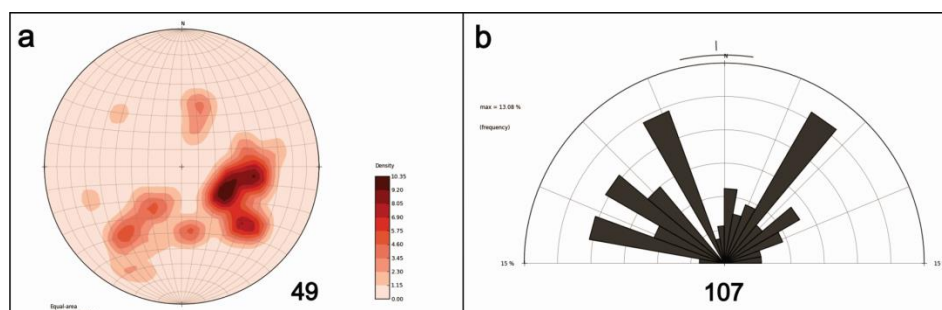 a
N
Density
10.35
9.20
8.05
6.90
5.75
4.60
3.45
2.30
1.15
0.00
Equal-area
49
b
N
max = 13.08 %
(frequency)
15 %
15
107